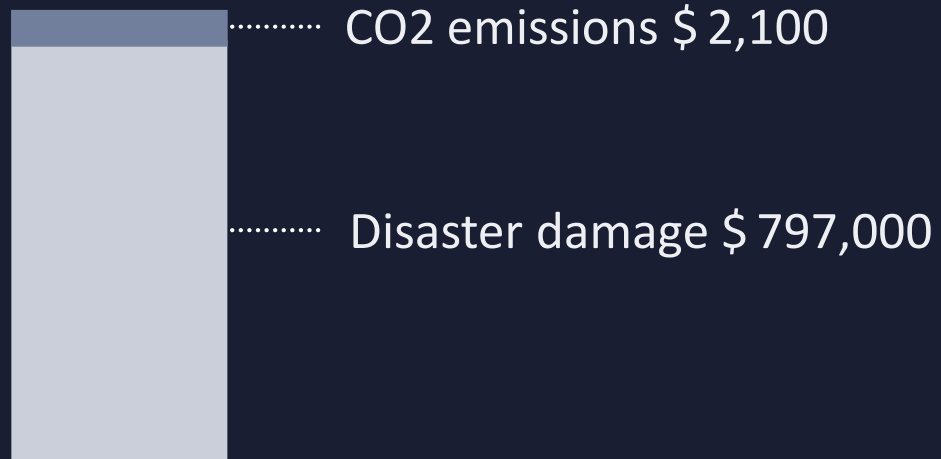 CO2 emissions $ 2,100
Disaster damage $ 797,000